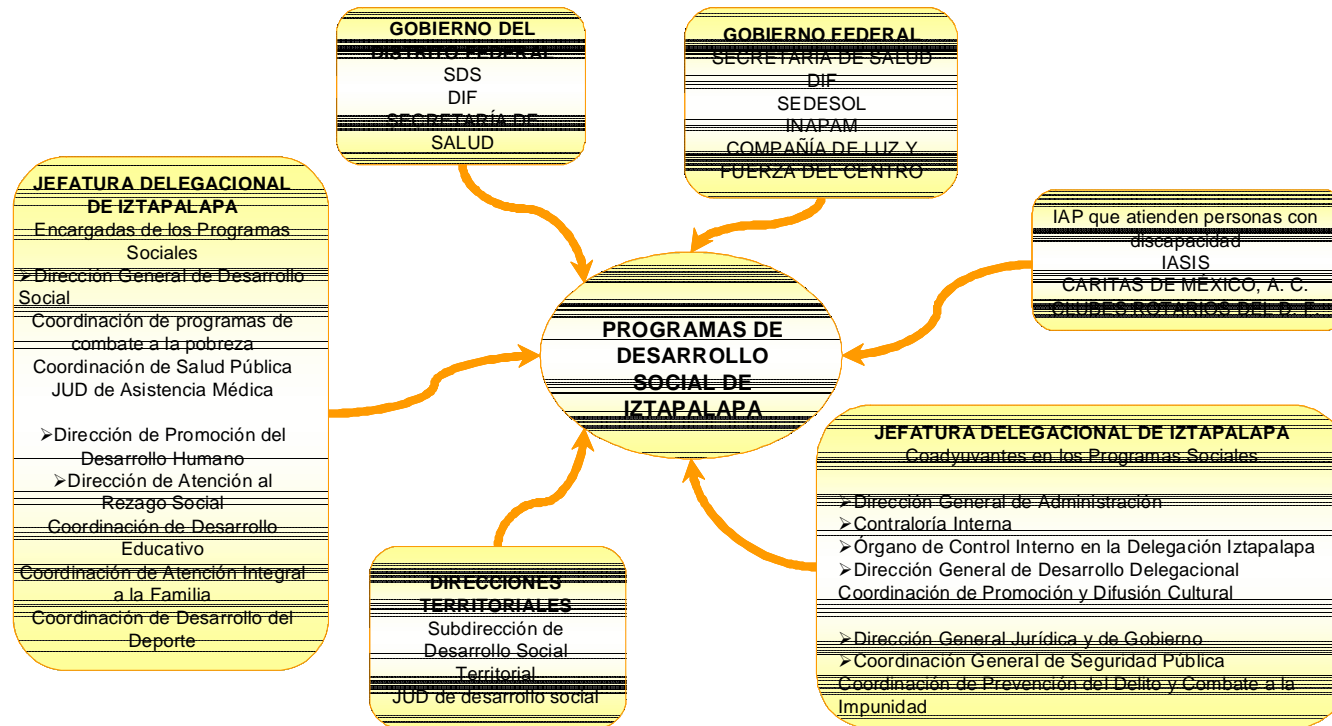 GOBIERNO DEL
DISTRITO FEDERAL
SDS
DIF
SECRETARÍA DE
SALUD
GOBIERNO FEDERAL
SECRETARÍA DE SALUD
DIF
SEDESOL
INAPAM
COMPAÑÍA DE LUZ Y
FUERZA DEL CENTRO
JEFATURA DELEGACIONAL
DE IZTAPALAPA
Encargadas de los Programas
Sociales
➢Dirección General de Desarrollo
Social
Coordinación de programas de
combate a la pobreza
Coordinación de Salud Pública
JUD de Asistencia Médica
➢Dirección de Promoción del
Desarrollo Humano
➢Dirección de Atención al
Rezago Social
Coordinación de Desarrollo
Educativo
Coordinación de Atención Integral
a la Familia
Coordinación de Desarrollo del
Deporte
IAP que atienden personas con
discapacidad
IASIS
CARITAS DE MÉXICO, A. C.
CLUBES ROTARIOS DEL D. F.
PROGRAMAS DE
DESARROLLO
SOCIAL DE
IZTAPALAPA
DIRECCIONES
TERRITORIALES
Subdirección de
Desarrollo Social
Territorial
JUD de desarrollo social
JEFATURA DELEGACIONAL DE IZTAPALAPA
Coadyuvantes en los Programas Sociales
➢Dirección General de Administración
➢Contraloría Interna
➢Órgano de Control Interno en la Delegación Iztapalapa
➢Dirección General de Desarrollo Delegacional
Coordinación de Promoción y Difusión Cultural
➢Dirección General Jurídica y de Gobierno
➢Coordinación General de Seguridad Pública
Coordinación de Prevención del Delito y Combate a la
Impunidad